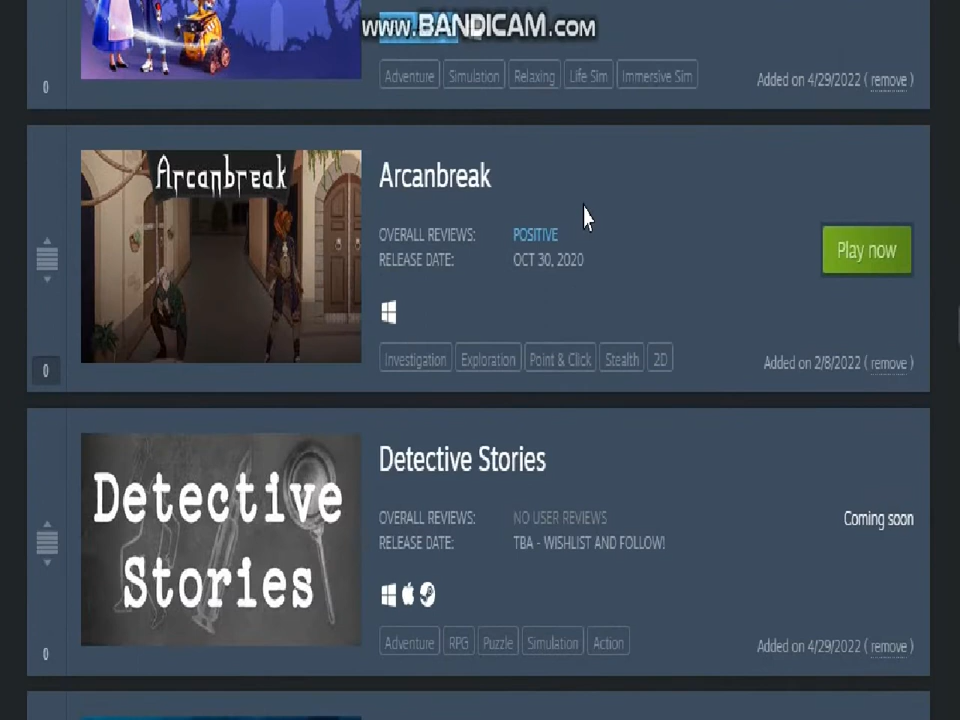 www.BANDICAM.com
0
Adventure Simulation Relaxing Life Sim Immersive Sim
Added on 4/29/2022 ( remove )
Arcanbreak
Arcanbreak
OVERALL REVIEWS: POSITIVE
RELEASE DATE: OCT 30, 2020
Play now
0
Investigation Exploration Point & Click Stealth 2D
Added on 2/8/2022 ( remove )
Detective
Stories
Detective Stories
OVERALL REVIEWS: NO USER REVIEWS
RELEASE DATE: TBA - WISHLIST AND FOLLOW!
Coming soon
0
Adventure RPG Puzzle Simulation Action
Added on 4/29/2022 ( remove )